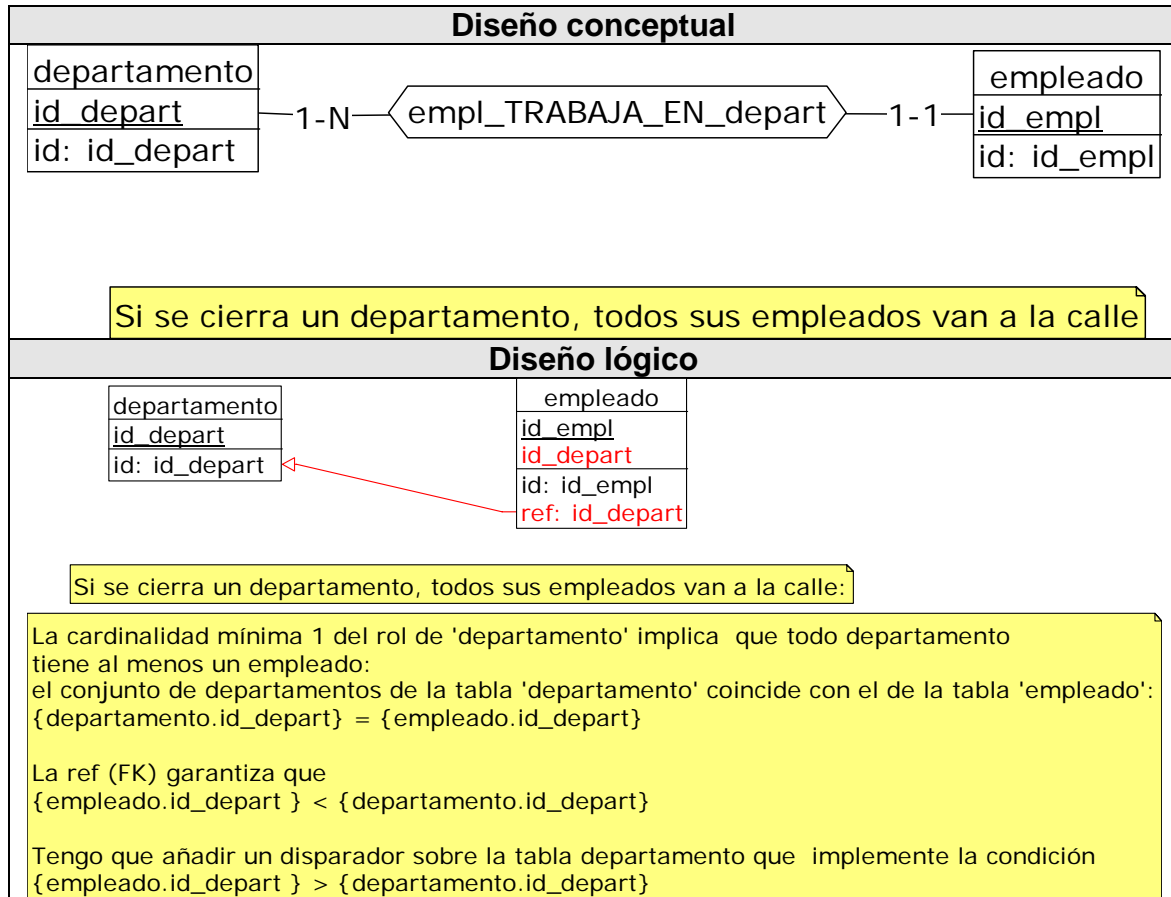 Diseño conceptual
departamento
id_depart
id: id_depart
1-N
empl_TRABAJA_EN_depart
1-1
empleado
id_empl
id: id_empl
Si se cierra un departamento, todos sus empleados van a la calle
Diseño lógico
departamento
id_depart
id: id_depart
empleado
id_empl
id_depart
id: id_empl
ref: id_depart
Si se cierra un departamento, todos sus empleados van a la calle:
La cardinalidad mínima 1 del rol de 'departamento' implica que todo departamento
tiene al menos un empleado:
el conjunto de departamentos de la tabla 'departamento' coincide con el de la tabla 'empleado':
{departamento.id_depart} = {empleado.id_depart}
La ref (FK) garantiza que
{empleado.id_depart } < {departamento.id_depart}
Tengo que añadir un disparador sobre la tabla departamento que implemente la condición
{empleado.id_depart } > {departamento.id_depart}